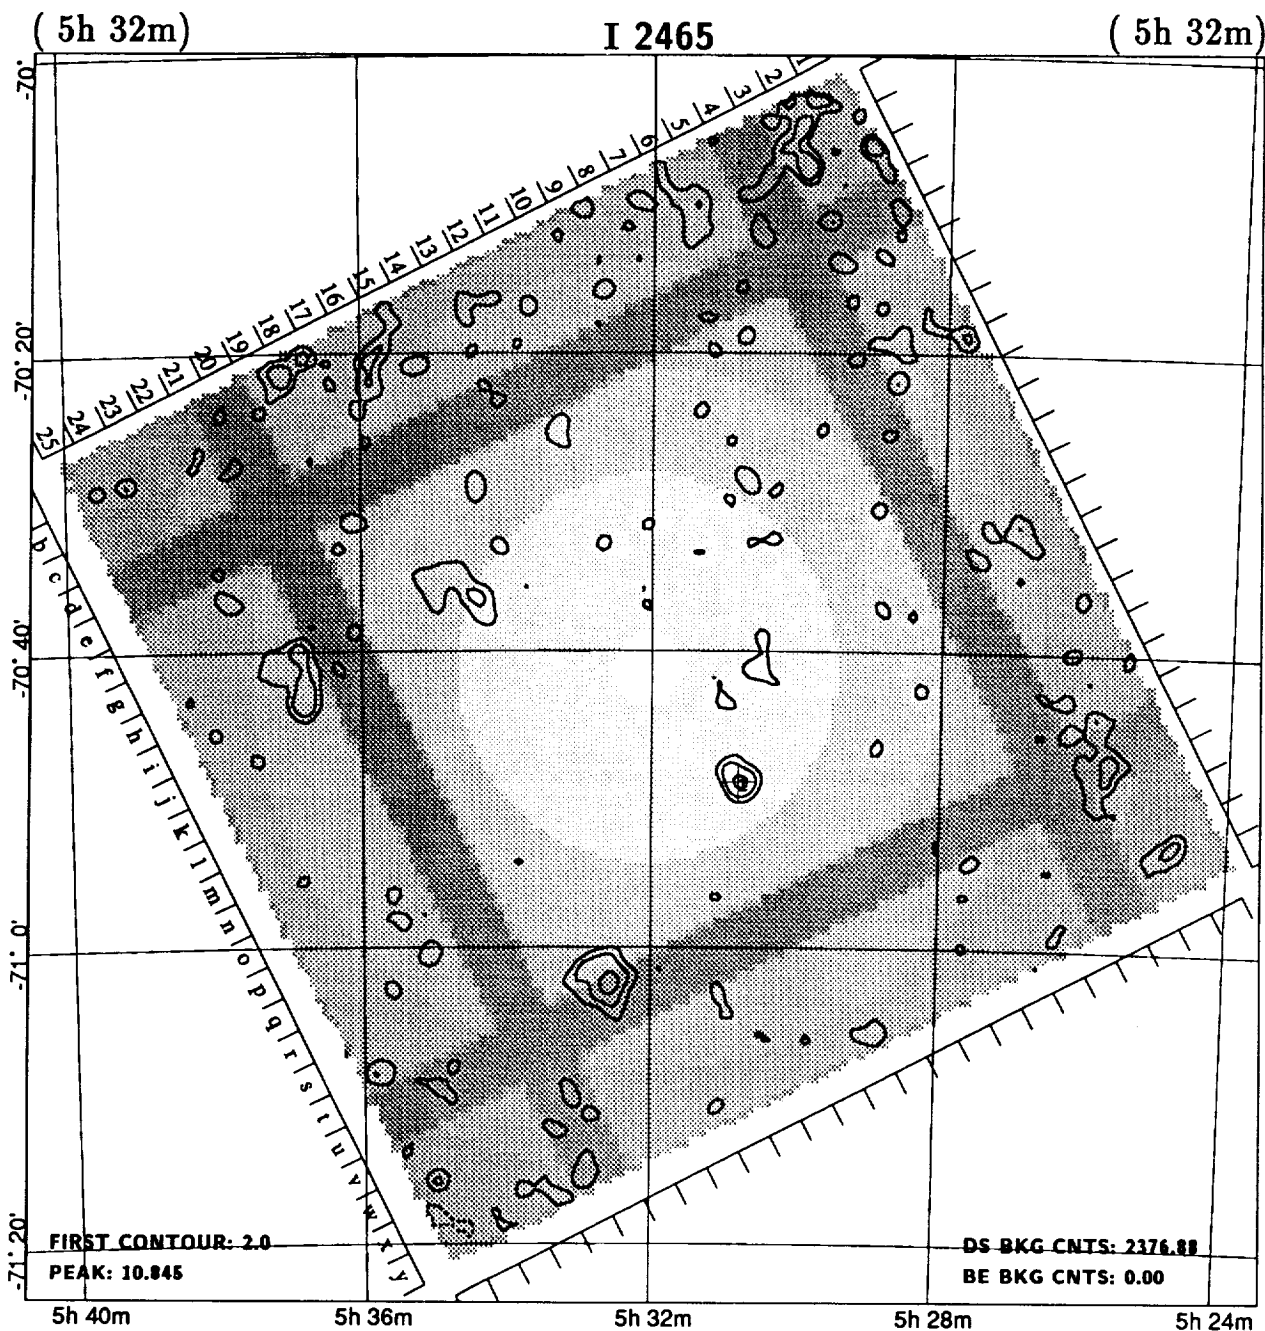 ( 5h 32m) I 2465 ( 5h 32m)
-70°
1 2 3 4 5 6 7 8 9 10 11 12 13 14 15 16 17 18 19 20 21 22 23 24 25
-70° 20'
b c d e f g h i j k l m n o p q r s t u v w x y
-70° 40'
-71° 0'
-71° 20'
FIRST CONTOUR: 2.0
PEAK: 10.845
DS BKG CNTS: 2376.88
BE BKG CNTS: 0.00
5h 40m 5h 36m 5h 32m 5h 28m 5h 24m